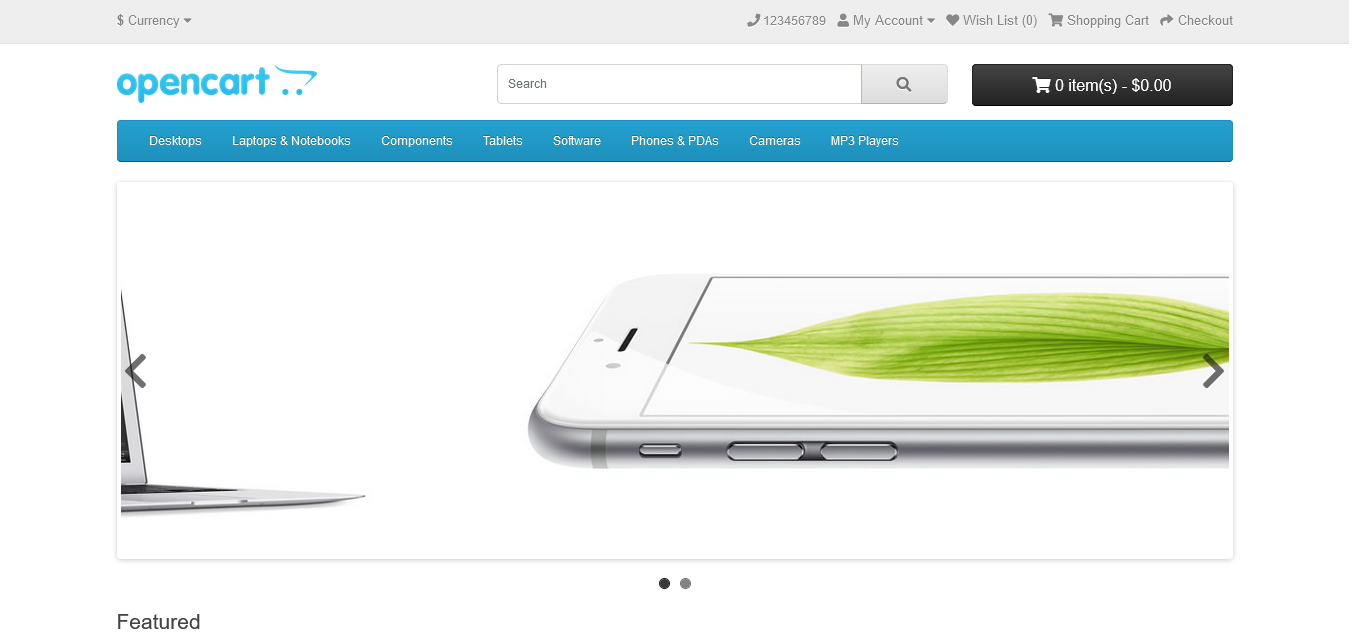 $ Currency
123456789 My Account Wish List (0) Shopping Cart Checkout
opencart
Search
0 item(s) - $0.00
Desktops Laptops & Notebooks Components Tablets Software Phones & PDAs Cameras MP3 Players
Featured